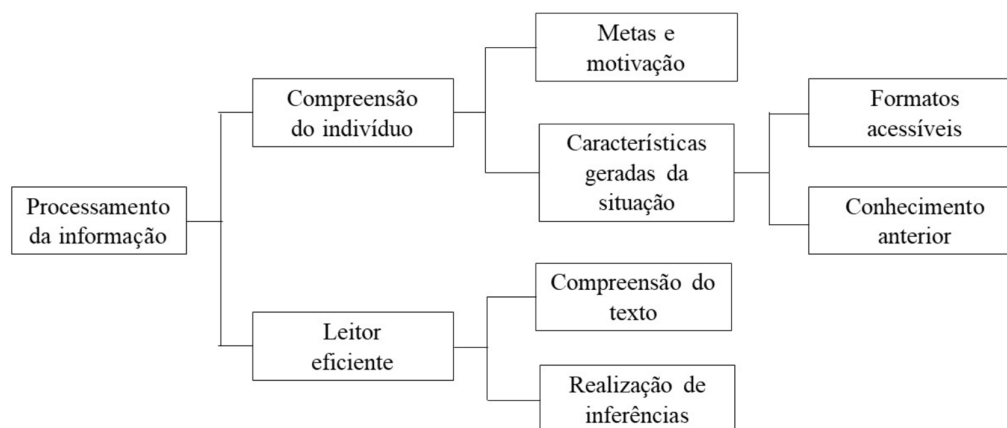 Processamento
da informação
Compreensão
do indivíduo
Metas e
motivação
Características
geradas da
situação
Formatos
acessíveis
Conhecimento
anterior
Leitor
eficiente
Compreensão do
texto
Realização de
inferências